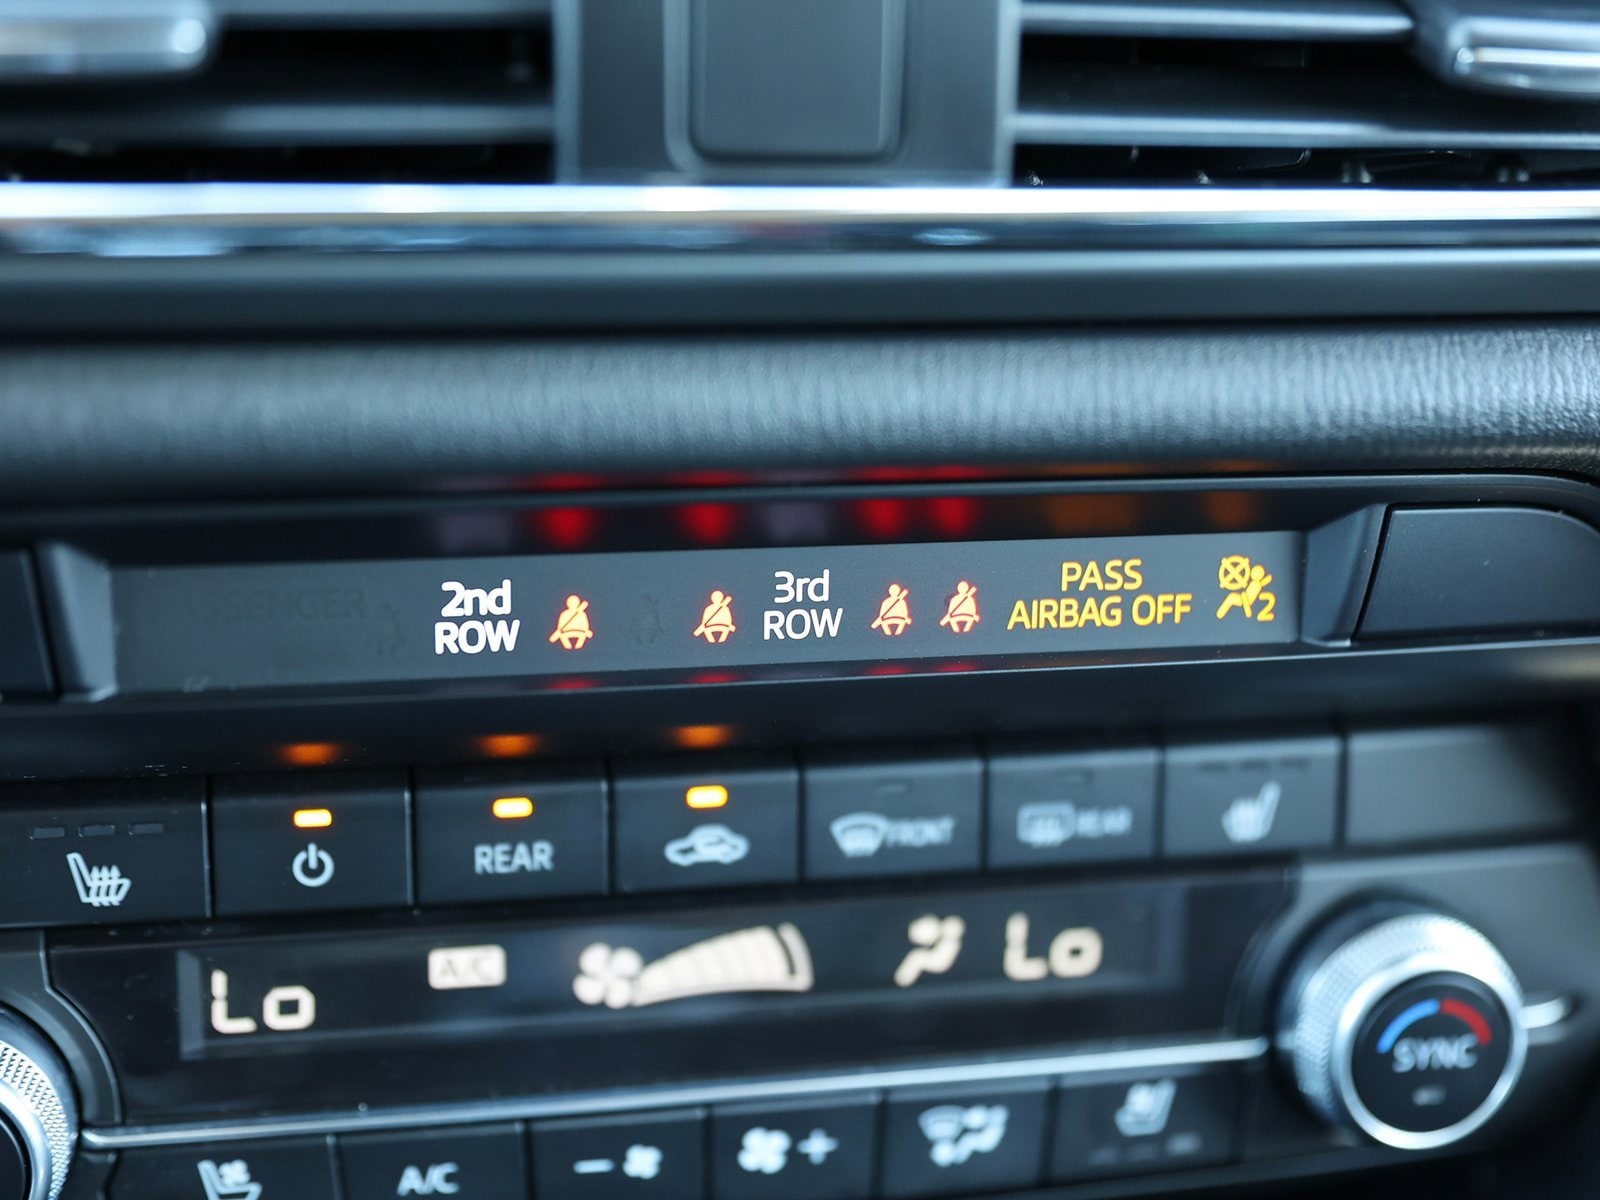 2nd
ROW
3rd
ROW
PASS
AIRBAG OFF
2
REAR
FRONT
REAR
Lo
A/C
Lo
SYNC
A/C